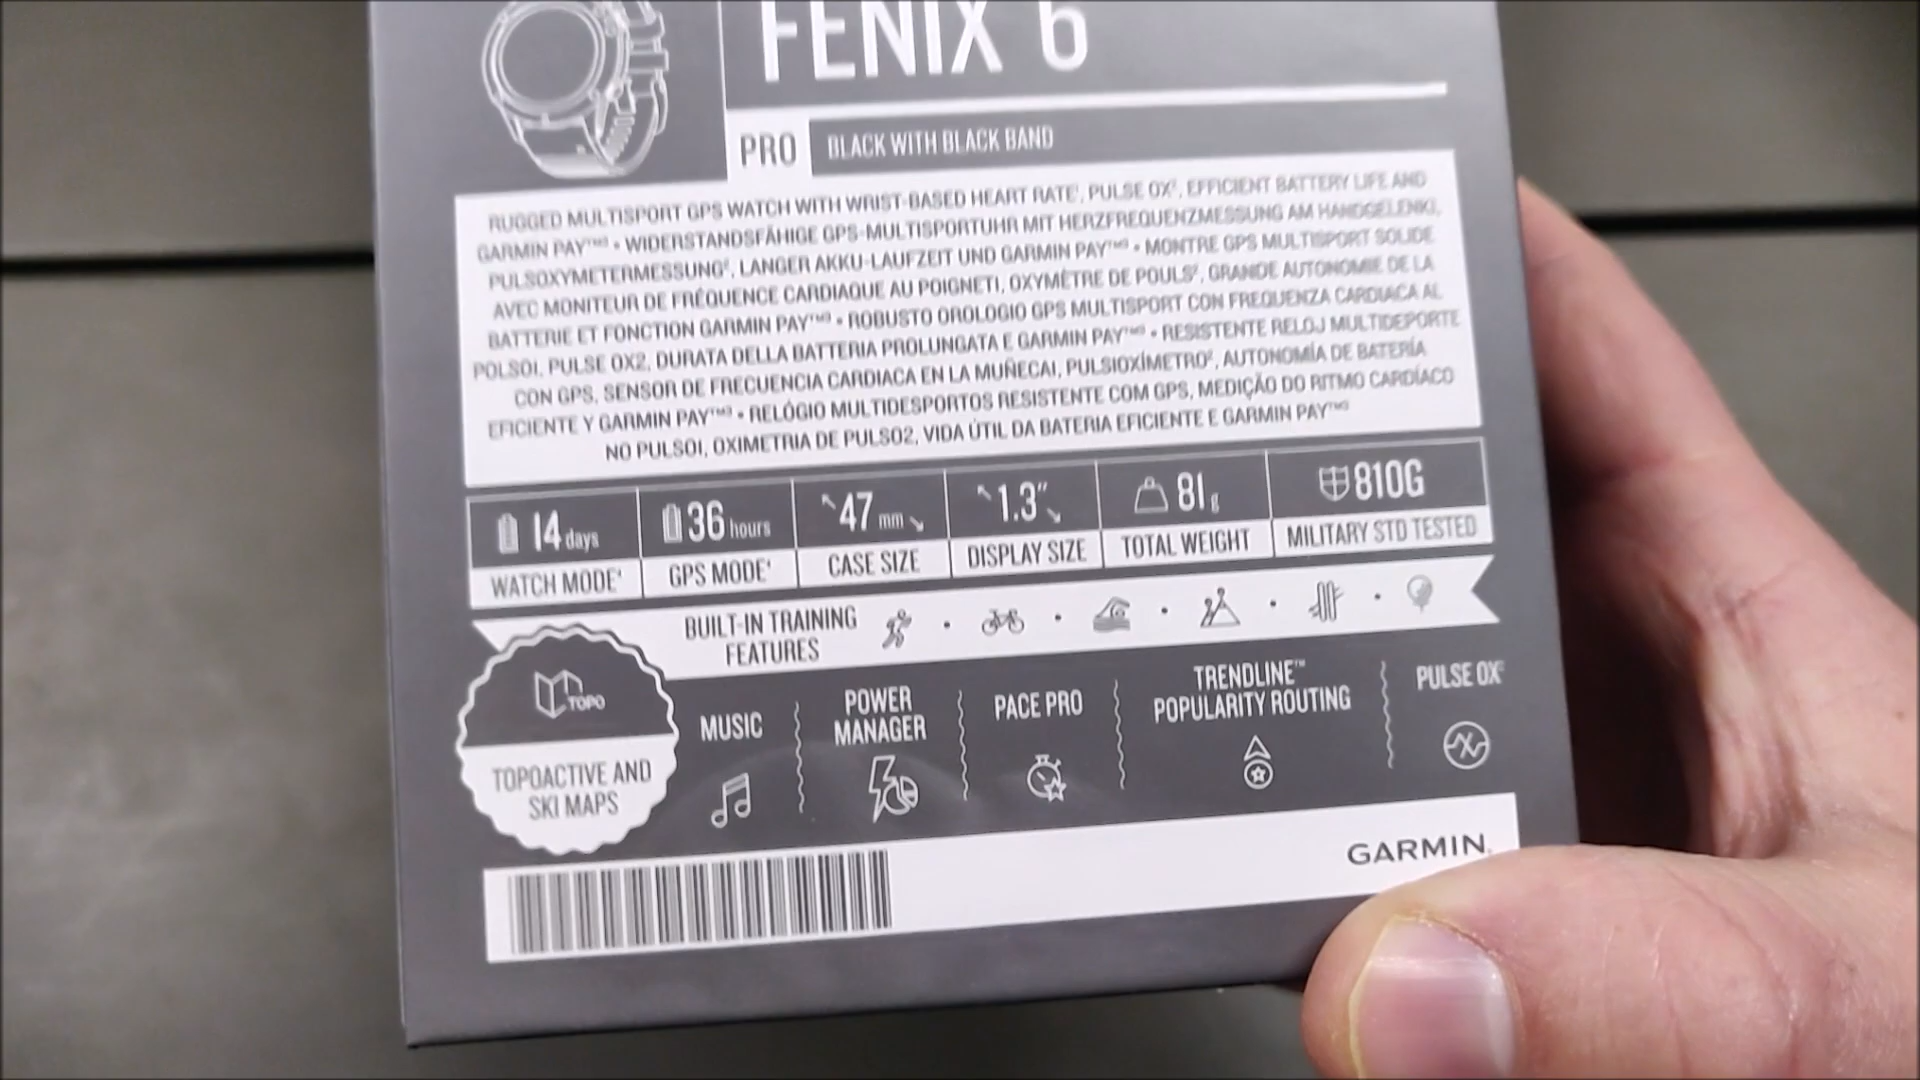 FENIX 6
PRO BLACK WITH BLACK BAND
RUGGED MULTISPORT GPS WATCH WITH WRIST-BASED HEART RATE¹, PULSE OX², EFFICIENT BATTERY LIFE AND
GARMIN PAY™³ • WIDERSTANDSFÄHIGE GPS-MULTISPORTUHR MIT HERZFREQUENZMESSUNG AM HANDGELENK¹,
PULSOXYMETERMESSUNG², LANGER AKKU-LAUFZEIT UND GARMIN PAY™³ • MONTRE GPS MULTISPORT SOLIDE
AVEC MONITEUR DE FRÉQUENCE CARDIAQUE AU POIGNET1, OXYMÈTRE DE POULS², GRANDE AUTONOMIE DE LA
BATTERIE ET FONCTION GARMIN PAY™³ • ROBUSTO OROLOGIO GPS MULTISPORT CON FREQUENZA CARDIACA AL
POLSO1, PULSE OX2, DURATA DELLA BATTERIA PROLUNGATA E GARMIN PAY™³ • RESISTENTE RELOJ MULTIDEPORTE
CON GPS, SENSOR DE FRECUENCIA CARDIACA EN LA MUÑECA1, PULSIOXÍMETRO², AUTONOMÍA DE BATERÍA
EFICIENTE Y GARMIN PAY™³ • RELÓGIO MULTIDESPORTOS RESISTENTE COM GPS, MEDIÇÃO DO RITMO CARDÍACO
NO PULSO1, OXIMETRIA DE PULSO2, VIDA ÚTIL DA BATERIA EFICIENTE E GARMIN PAY™³
14 days 36 hours 47 mm 1.3″ 81 g 810G
WATCH MODE⁴ GPS MODE⁴ CASE SIZE DISPLAY SIZE TOTAL WEIGHT MILITARY STD TESTED
BUILT-IN TRAINING
FEATURES
TOPO
TOPOACTIVE AND
SKI MAPS
MUSIC
POWER
MANAGER
PACE PRO
TRENDLINE™
POPULARITY ROUTING
PULSE OX²
GARMIN.